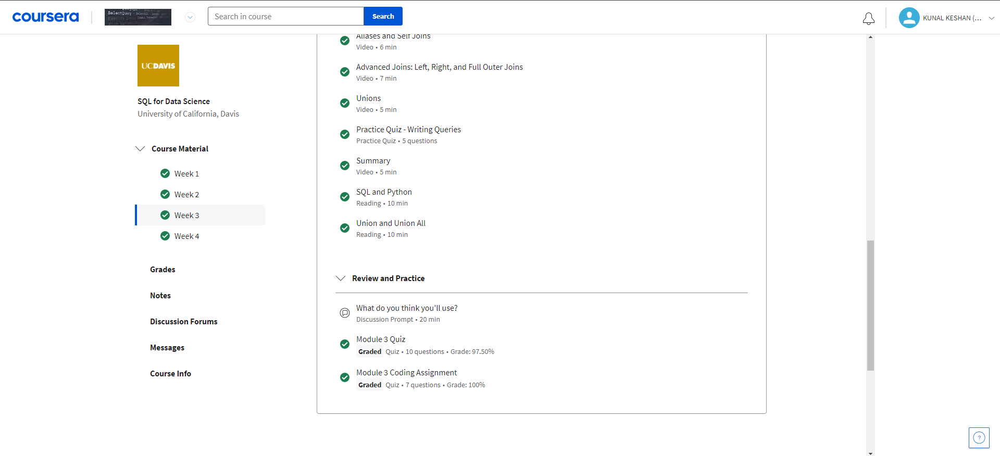 coursera
SelectQuery
Search in course
Search
KUNAL KESHAN (...
UCDAVIS
SQL for Data Science
University of California, Davis
Course Material
Week 1
Week 2
Week 3
Week 4
Grades
Notes
Discussion Forums
Messages
Course Info
Aliases and Self Joins
Video • 6 min
Advanced Joins: Left, Right, and Full Outer Joins
Video • 7 min
Unions
Video • 5 min
Practice Quiz - Writing Queries
Practice Quiz • 5 questions
Summary
Video • 5 min
SQL and Python
Reading • 10 min
Union and Union All
Reading • 10 min
Review and Practice
What do you think you'll use?
Discussion Prompt • 20 min
Module 3 Quiz
Graded Quiz • 10 questions • Grade: 97.50%
Module 3 Coding Assignment
Graded Quiz • 7 questions • Grade: 100%
?